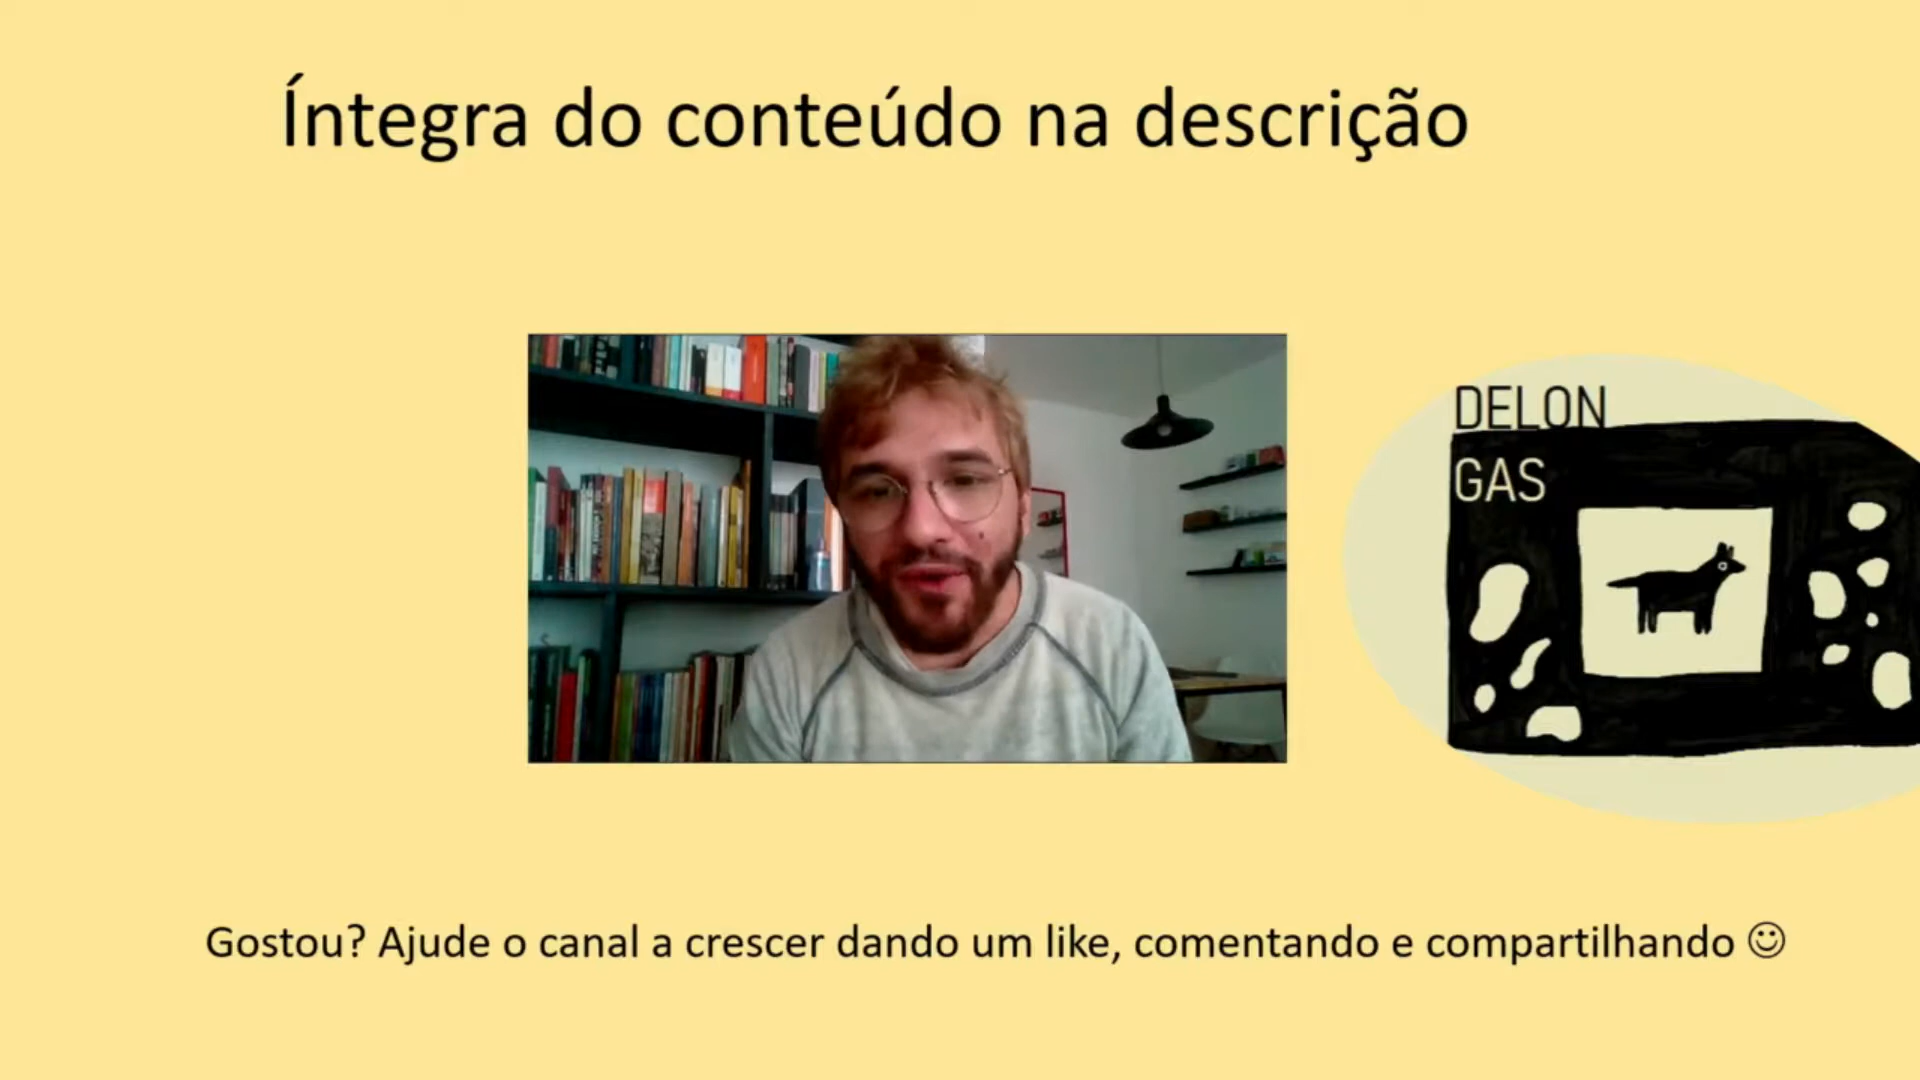 Íntegra do conteúdo na descrição
DELON
GAS
Gostou? Ajude o canal a crescer dando um like, comentando e compartilhando ☺